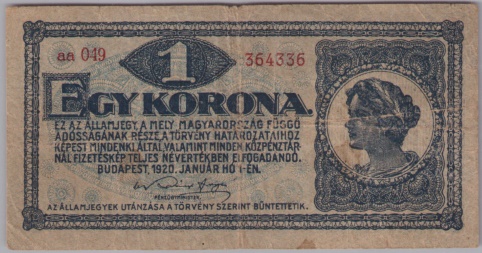 aa 049
1
364336
EGY KORONA.
EZ AZ ÁLLAMJEGY, A MELY MAGYARORSZÁG FÜGGŐ
ADÓSSÁGÁNAK RÉSZE, A TÖRVÉNY HATÁROZATAIHOZ
KÉPEST MINDENKI ÁLTAL, VALAMINT MINDEN KÖZPÉNZTÁR-
NÁL FIZETÉSKÉP TELJES NÉVÉRTÉKBEN ELFOGADANDÓ.
BUDAPEST, 1920. JANUÁR HÓ 1-ÉN.
PÉNZÜGYMINISTER.
AZ ÁLLAMJEGYEK UTÁNZÁSA A TÖRVÉNY SZERINT BÜNTETTETIK.